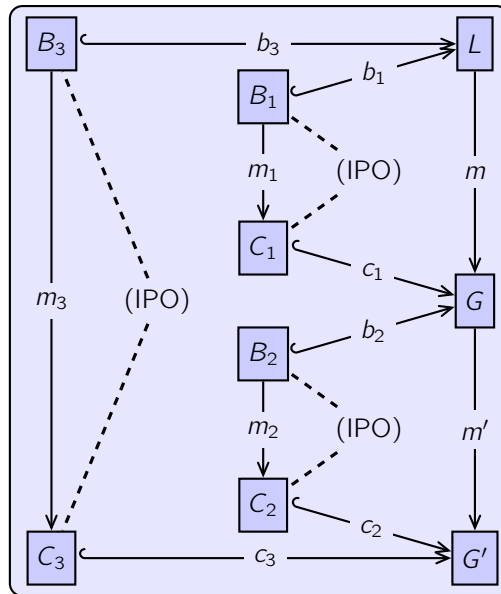 B₃ b₃ L
b₁
B₁
m₁ (IPO) m
C₁
c₁
m₃ (IPO) G
b₂
B₂
m₂ (IPO) m′
C₂
c₂
C₃ c₃ G′